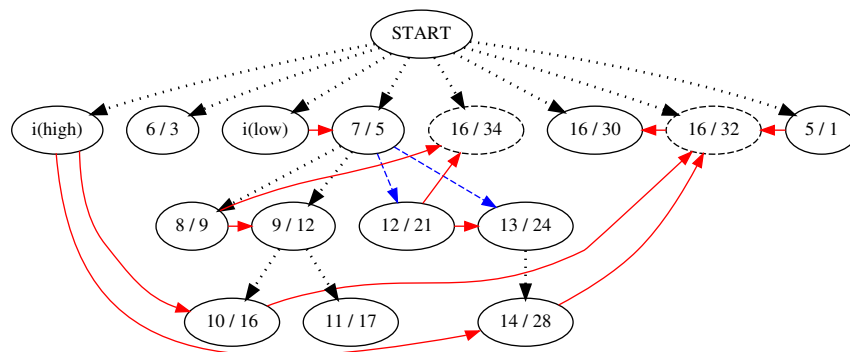 START
i(high)
6 / 3
i(low)
7 / 5
16 / 34
16 / 30
16 / 32
5 / 1
8 / 9
9 / 12
12 / 21
13 / 24
10 / 16
11 / 17
14 / 28